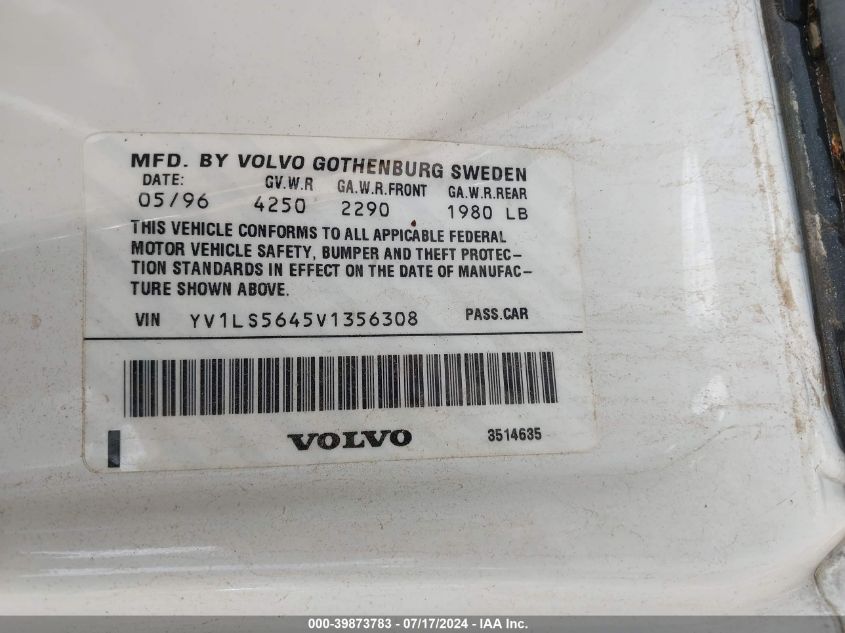 MFD. BY VOLVO GOTHENBURG SWEDEN
DATE: GV.W.R GA.W.R.FRONT GA.W.R.REAR
05/96 4250 2290 1980 LB
THIS VEHICLE CONFORMS TO ALL APPICABLE FEDERAL
MOTOR VEHICLE SAFETY, BUMPER AND THEFT PROTEC–
TION STANDARDS IN EFFECT ON THE DATE OF MANUFAC–
TURE SHOWN ABOVE.
VIN YV1LS5645V1356308 PASS.CAR
VOLVO 3514635
000-39873783 - 07/17/2024 - IAA Inc.